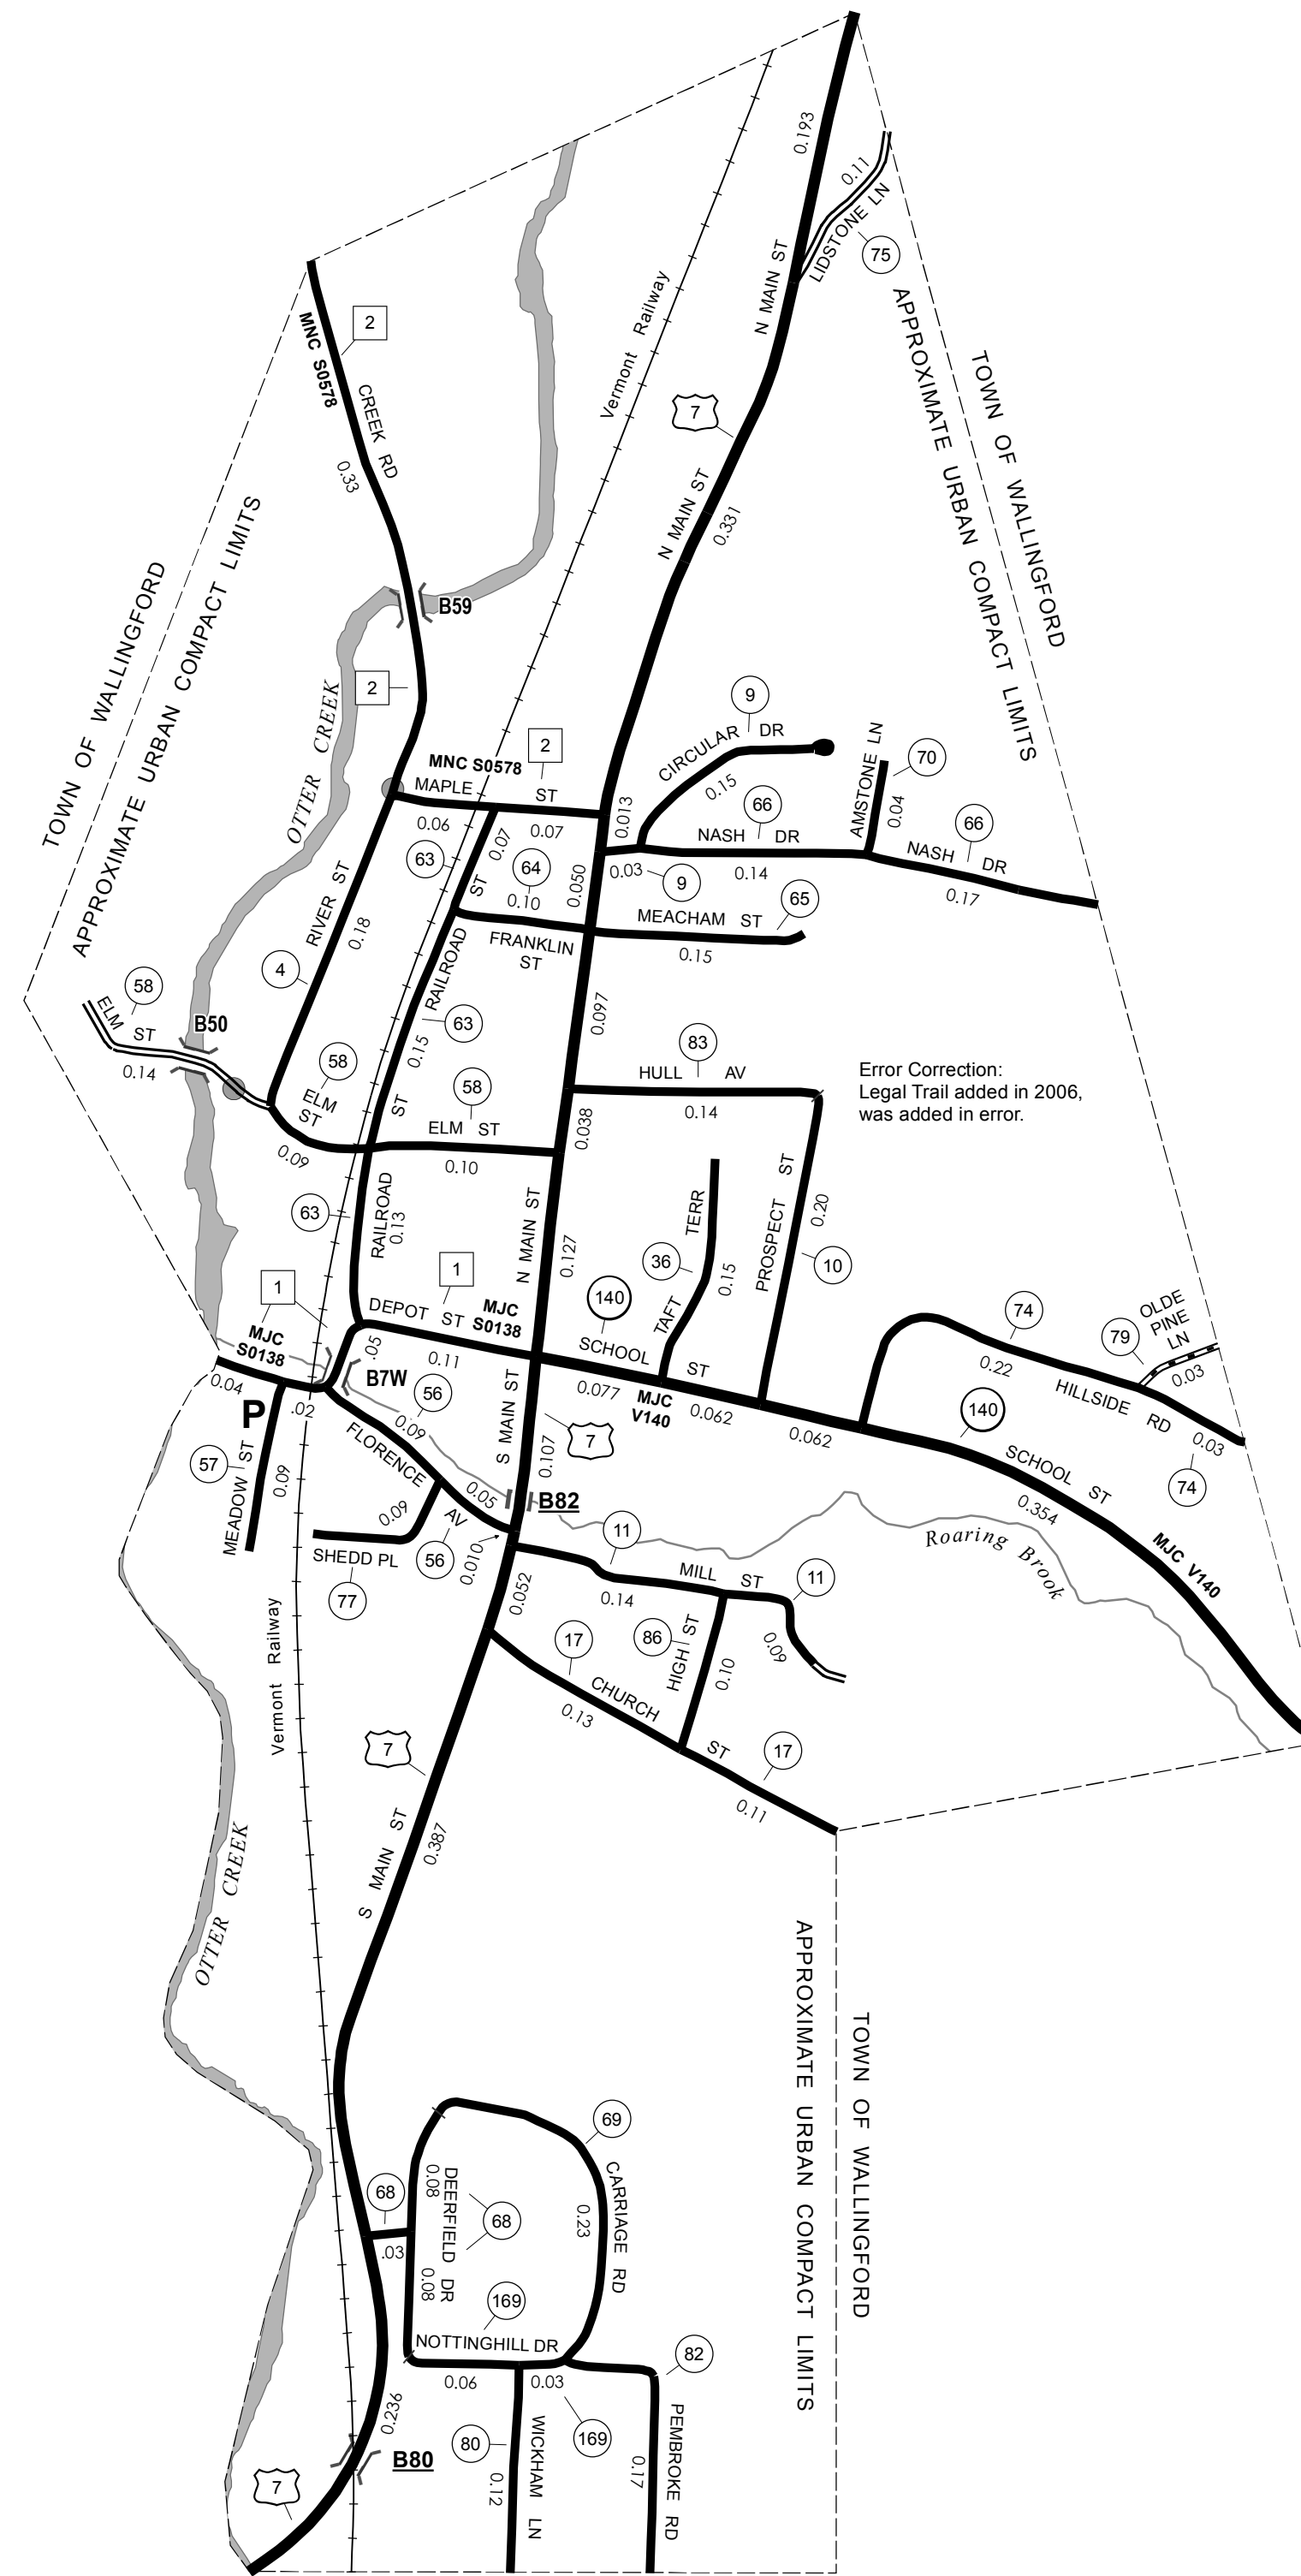 0.193
0.11
LIDSTONE LN
75
N MAIN ST
Vermont Railway
2
MNC S0578
CREEK RD
0.33
7
N MAIN ST
0.331
APPROXIMATE URBAN COMPACT LIMITS
TOWN OF WALLINGFORD
TOWN OF WALLINGFORD
APPROXIMATE URBAN COMPACT LIMITS
B59
2
OTTER CREEK
9
CIRCULAR DR
0.15
2
MNC S0578
MAPLE ST
0.06
0.07
0.013
66
NASH DR
0.14
AMSTONE LN
70
0.04
66
NASH DR
0.17
63
0.07
64
0.10
0.050
0.03
9
65
MEACHAM ST
0.15
FRANKLIN
ST
RAILROAD ST
RIVER ST
0.18
4
58
ELM ST
0.14
B50
63
0.15
ST
0.097
58
ELM
ST
0.09
58
ELM ST
0.10
83
HULL AV
0.14
0.038
Error Correction:
Legal Trail added in 2006,
was added in error.
63
RAILROAD
0.13
N MAIN ST
0.127
36
TAFT TERR
0.15
PROSPECT ST
0.20
10
1
MJC
S0138
0.04
.02
.05
DEPOT ST
1
MJC
S0138
0.11
140
SCHOOL ST
0.077
MJC
V140
0.062
0.062
74
0.22
HILLSIDE RD
0.03
74
79
OLDE
PINE
LN
0.03
140
SCHOOL ST
0.354
MJC V140
P
B7W
56
0.09
FLORENCE AV
0.05
57
MEADOW ST
0.09
S MAIN ST
0.107
7
B82
0.09
SHEDD PL
77
56
0.010
0.052
11
MILL ST
0.14
11
0.09
Roaring Brook
86
HIGH ST
0.10
17
CHURCH ST
0.13
17
0.11
Vermont Railway
7
S MAIN ST
0.387
OTTER CREEK
APPROXIMATE URBAN COMPACT LIMITS
TOWN OF WALLINGFORD
69
CARRIAGE RD
0.23
68
.03
0.08
DEERFIELD DR
68
0.08
169
NOTTINGHILL DR
0.06
0.03
169
82
PEMBROKE RD
0.17
80
WICKHAM LN
0.12
0.236
B80
7